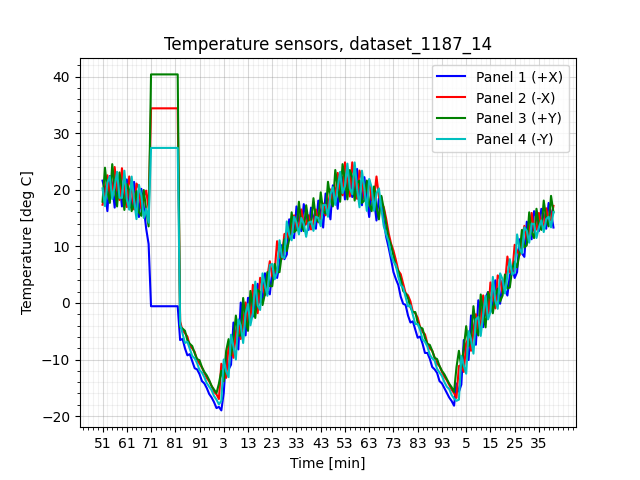 Temperature sensors, dataset_1187_14
Temperature [deg C]
40
30
20
10
0
−10
−20
Panel 1 (+X)
Panel 2 (-X)
Panel 3 (+Y)
Panel 4 (-Y)
51 61 71 81 91 3 13 23 33 43 53 63 73 83 93 5 15 25 35
Time [min]